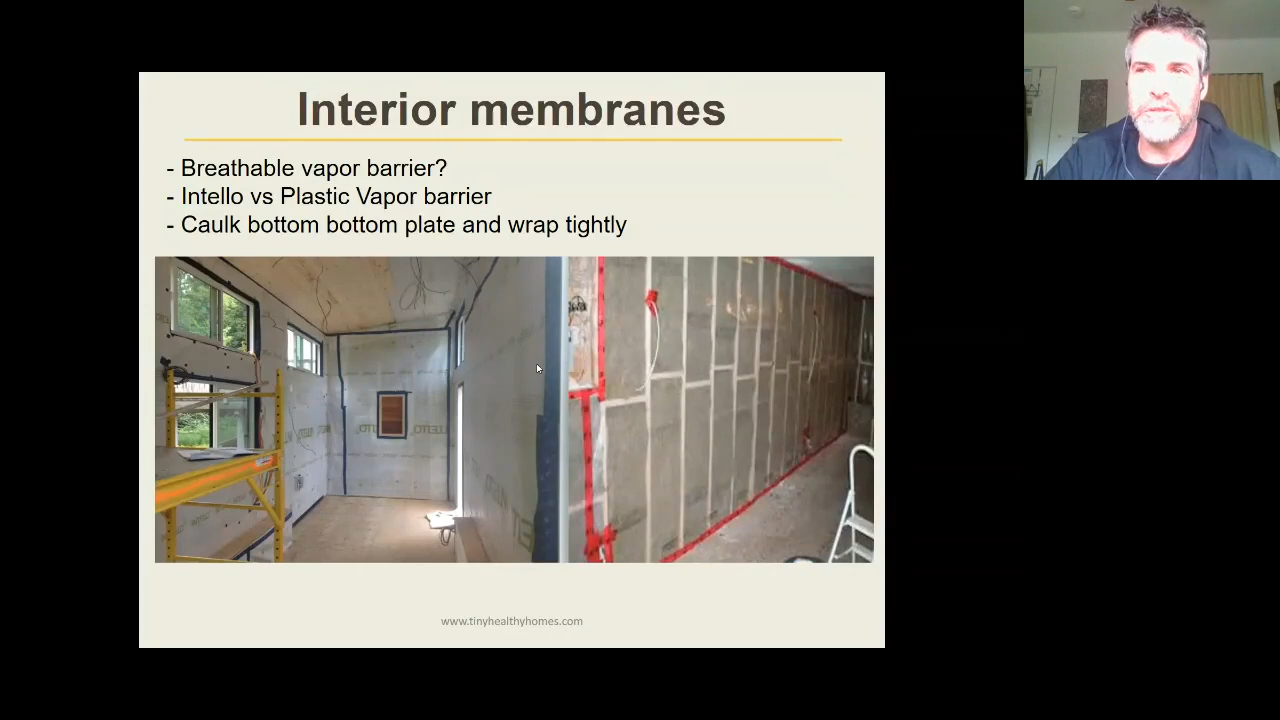 Interior membranes
- Breathable vapor barrier?
- Intello vs Plastic Vapor barrier
- Caulk bottom bottom plate and wrap tightly
www.tinyhealthyhomes.com